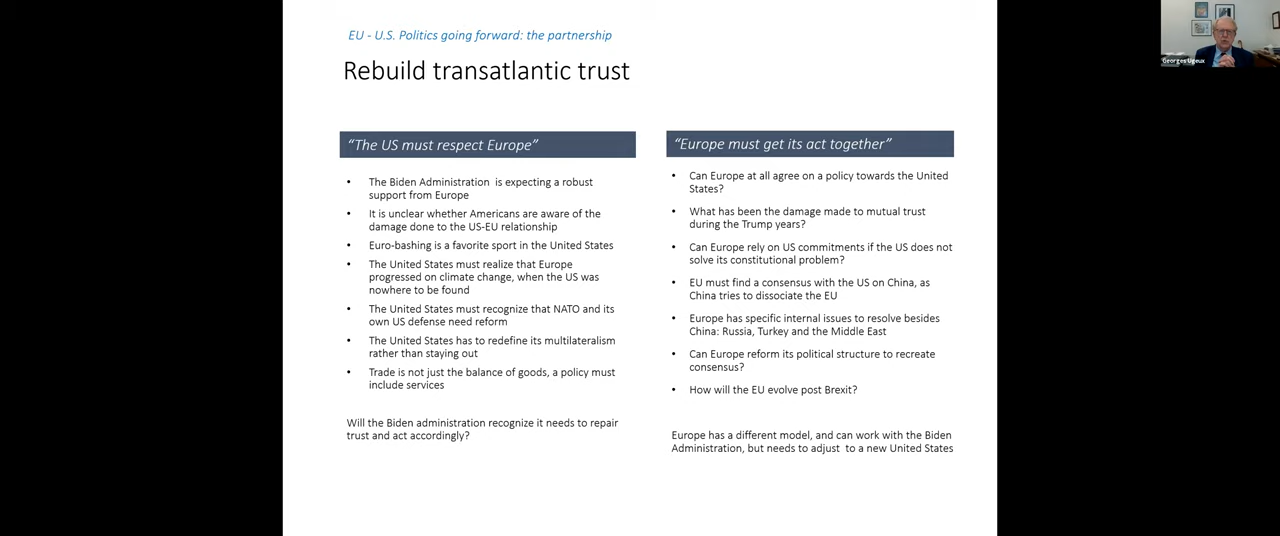 EU - U.S. Politics going forward: the partnership
Rebuild transatlantic trust
"The US must respect Europe"
• The Biden Administration is expecting a robust
support from Europe
• It is unclear whether Americans are aware of the
damage done to the US-EU relationship
• Euro-bashing is a favorite sport in the United States
• The United States must realize that Europe
progressed on climate change, when the US was
nowhere to be found
• The United States must recognize that NATO and its
own US defense need reform
• The United States has to redefine its multilateralism
rather than staying out
• Trade is not just the balance of goods, a policy must
include services
Will the Biden administration recognize it needs to repair
trust and act accordingly?
"Europe must get its act together"
• Can Europe at all agree on a policy towards the United
States?
• What has been the damage made to mutual trust
during the Trump years?
• Can Europe rely on US commitments if the US does not
solve its constitutional problem?
• EU must find a consensus with the US on China, as
China tries to dissociate the EU
• Europe has specific internal issues to resolve besides
China: Russia, Turkey and the Middle East
• Can Europe reform its political structure to recreate
consensus?
• How will the EU evolve post Brexit?
Europe has a different model, and can work with the Biden
Administration, but needs to adjust to a new United States
Georges Ugeux